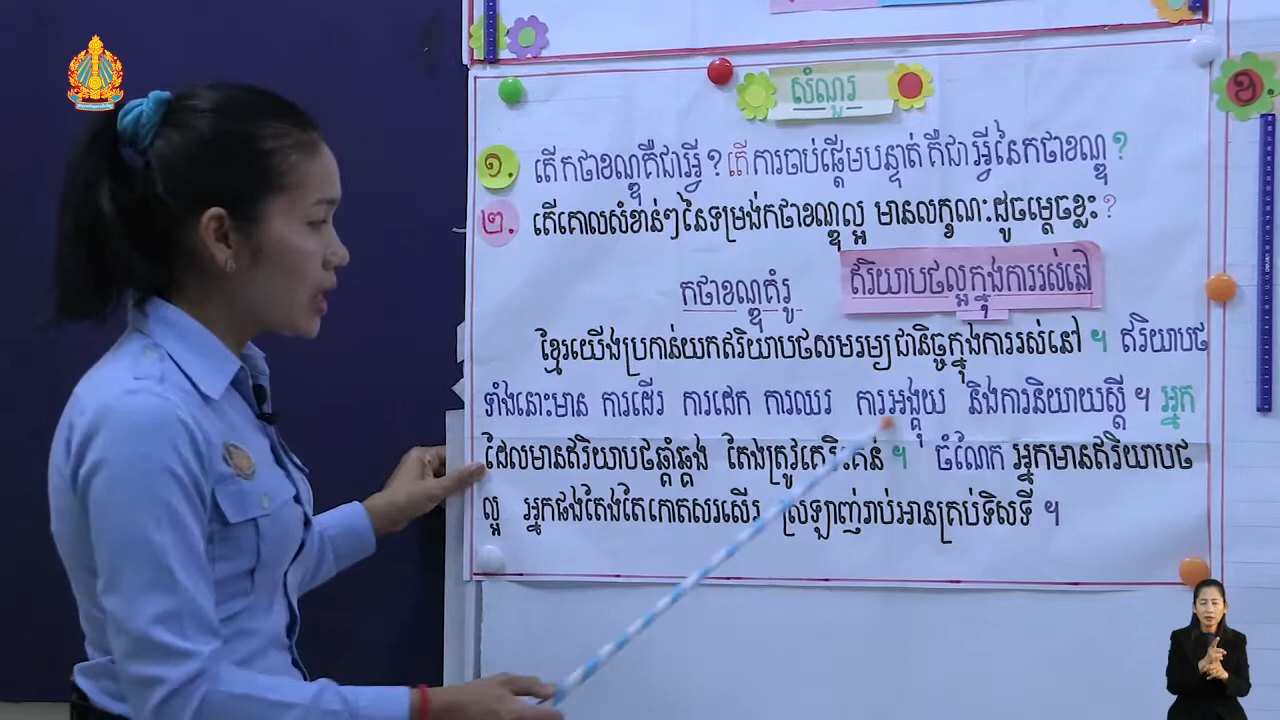 សំណួរ
ខ
១. តើកថាខណ្ឌគឺជាអ្វី? តើការចាប់ផ្ដើមបន្ទាត់គឺជាអ្វីនៃកថាខណ្ឌ?
២. តើគោលសំខាន់ៗនៃទម្រង់កថាខណ្ឌល្អ មានលក្ខណៈដូចម្ដេចខ្លះ?
កថាខណ្ឌគំរូ ឥរិយាបថល្អក្នុងការរស់នៅ
ខ្មែរយើងប្រកាន់យកឥរិយាបថសមរម្យជានិច្ចក្នុងការរស់នៅ ។ ឥរិយាបថ
ទាំងនោះមាន ការដើរ ការដេក ការឈរ ការអង្គុយ និងការនិយាយស្ដី ។ អ្នក
ដែលមានឥរិយាបថឆ្គំឆ្គង តែងត្រូវគេរិះគន់ ។ ចំណែក អ្នកមានឥរិយាបថ
ល្អ អ្នកផងតែងតែកោតសរសើរ ស្រឡាញ់រាប់អានគ្រប់ទិសទី ។